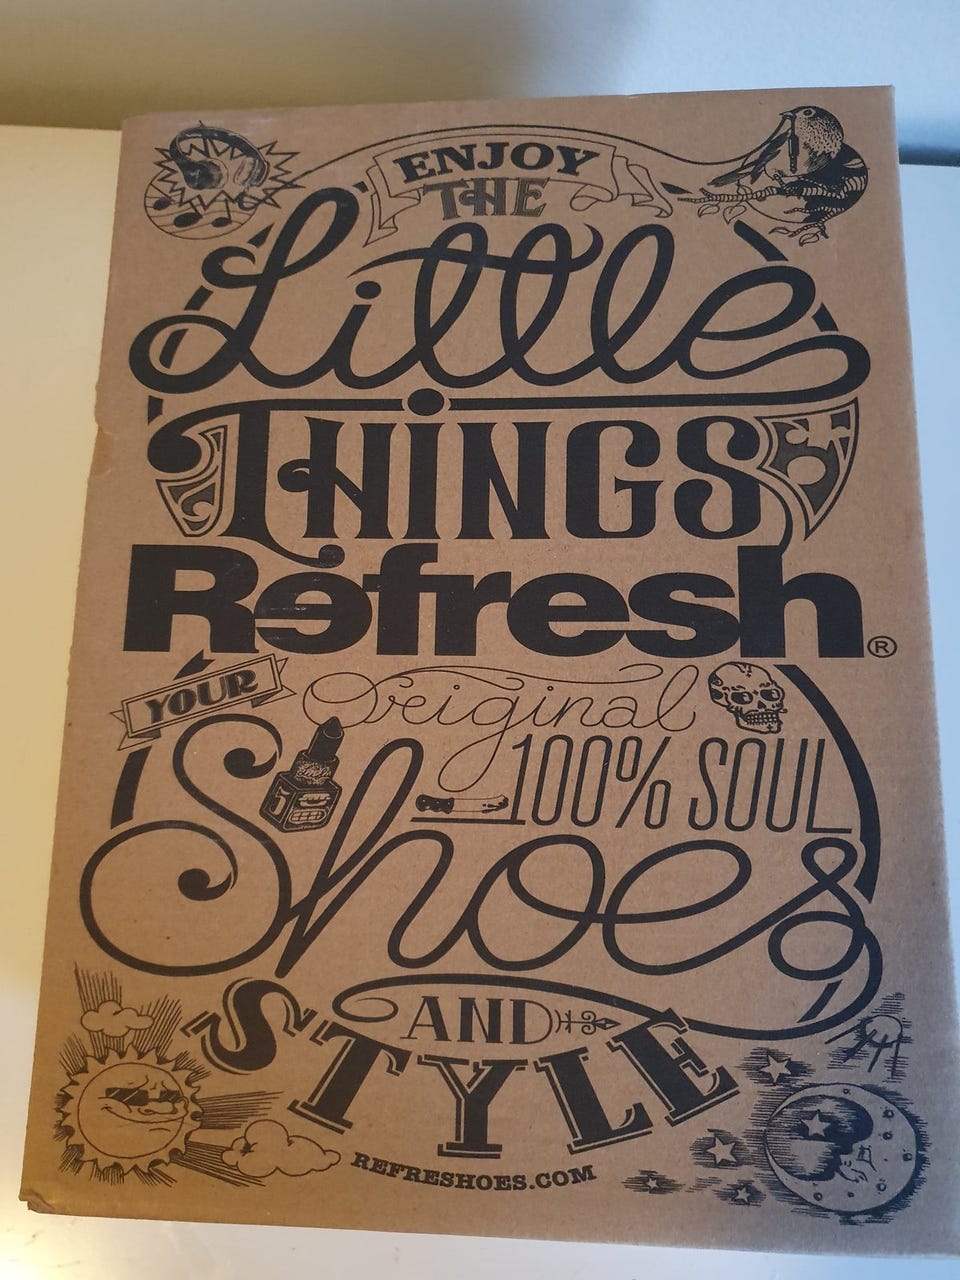 ENJOY
THE
Little
THINGS
Refresh®
YOUR Original
100% SOUL
Shoes
AND
STYLE
REFRESHOES.COM